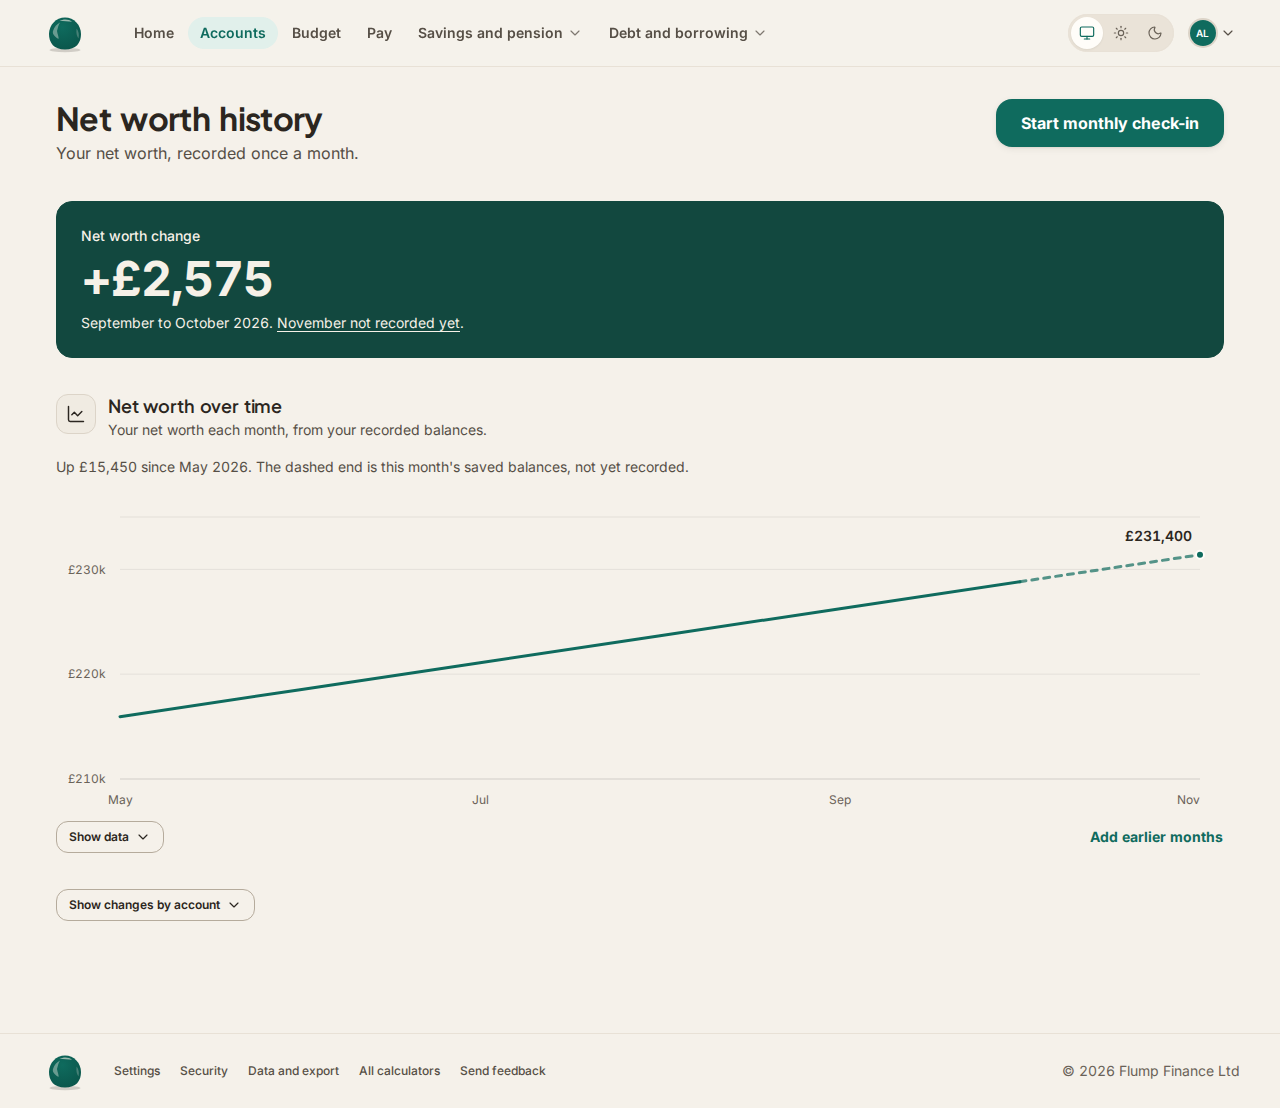 Home
Accounts
Budget
Pay
Savings and pension
Debt and borrowing
AL
Net worth history
Your net worth, recorded once a month.
Start monthly check-in
Net worth change
+£2,575
September to October 2026. November not recorded yet.
Net worth over time
Your net worth each month, from your recorded balances.
Up £15,450 since May 2026. The dashed end is this month's saved balances, not yet recorded.
£231,400
£230k
£220k
£210k
May
Jul
Sep
Nov
Show data
Add earlier months
Show changes by account
Settings
Security
Data and export
All calculators
Send feedback
© 2026 Flump Finance Ltd